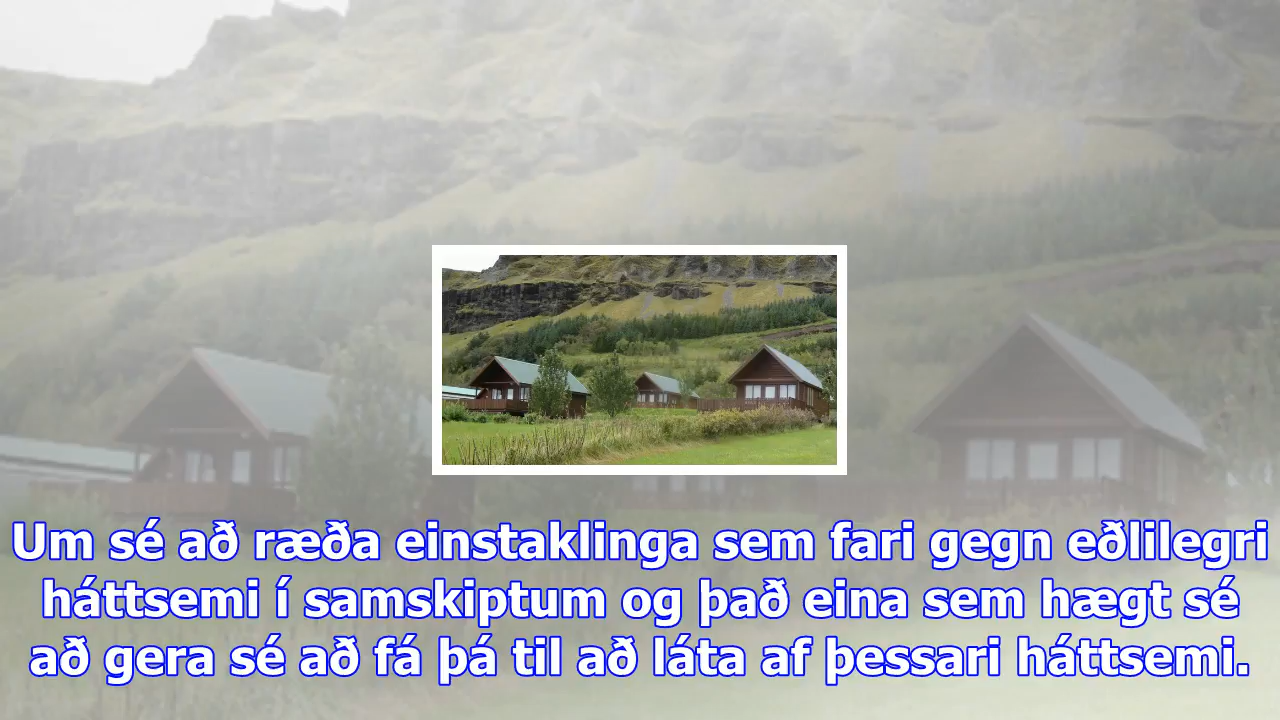 Um sé að ræða einstaklinga sem fari gegn eðlilegri
háttsemi í samskiptum og það eina sem hægt sé
að gera sé að fá þá til að láta af þessari háttsemi.